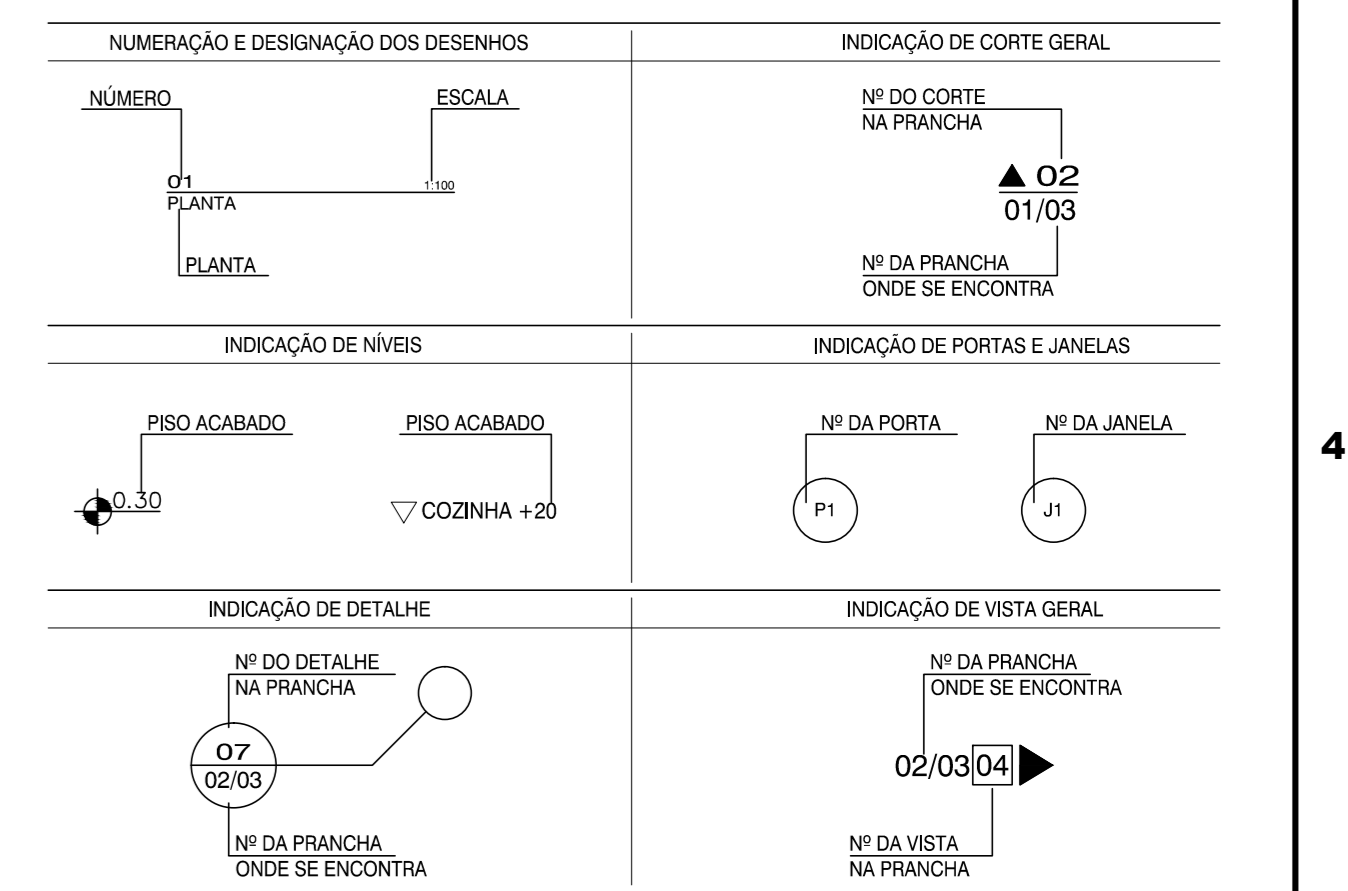 NUMERAÇÃO E DESIGNAÇÃO DOS DESENHOS
NÚMERO
ESCALA
01
1:100
PLANTA
PLANTA
INDICAÇÃO DE CORTE GERAL
Nº DO CORTE
NA PRANCHA
02
01/03
Nº DA PRANCHA
ONDE SE ENCONTRA
INDICAÇÃO DE NÍVEIS
PISO ACABADO
PISO ACABADO
0.30
COZINHA +20
INDICAÇÃO DE PORTAS E JANELAS
Nº DA PORTA
Nº DA JANELA
P1
J1
4
INDICAÇÃO DE DETALHE
Nº DO DETALHE
NA PRANCHA
07
02/03
Nº DA PRANCHA
ONDE SE ENCONTRA
INDICAÇÃO DE VISTA GERAL
Nº DA PRANCHA
ONDE SE ENCONTRA
02/03 04
Nº DA VISTA
NA PRANCHA